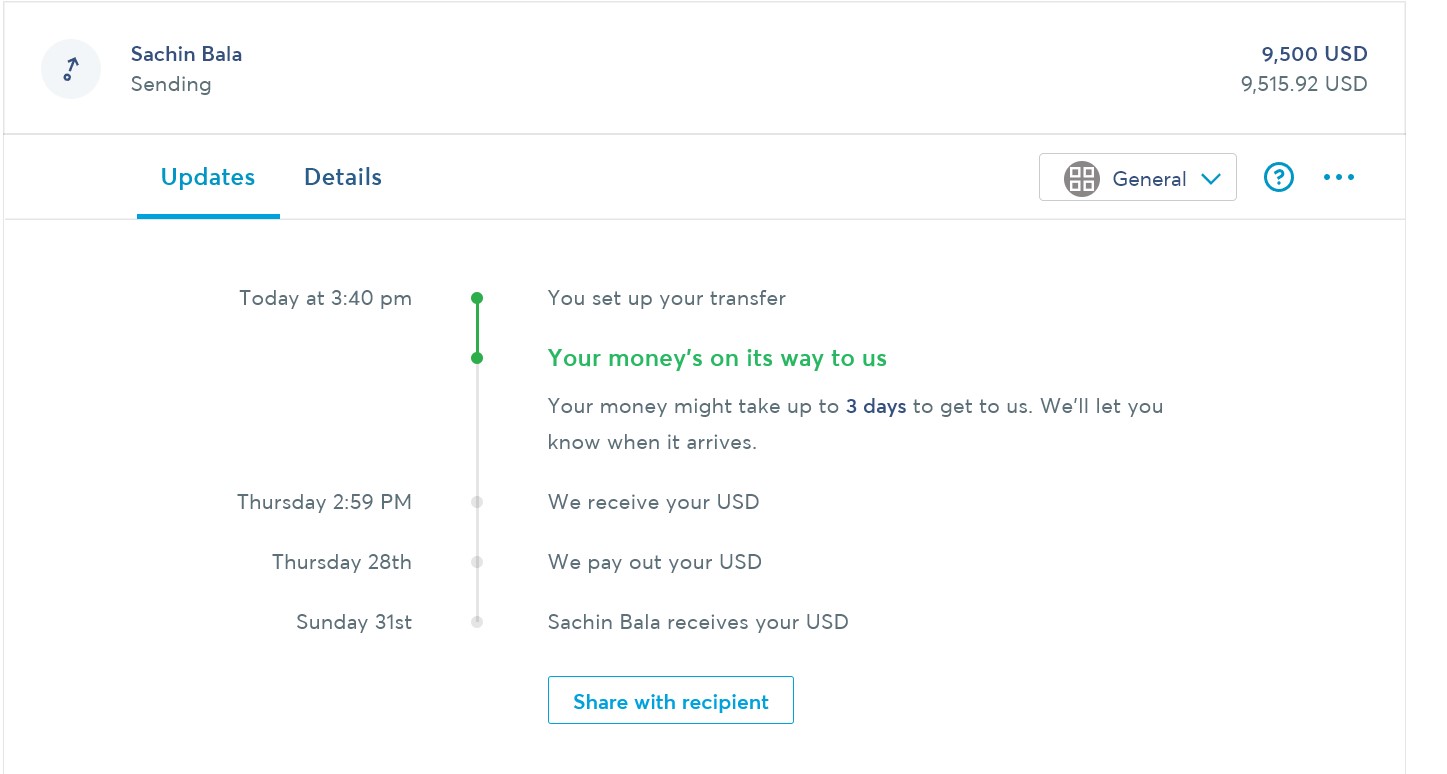 Sachin Bala
9,500 USD
Sending
9,515.92 USD
Updates
Details
General
?
Today at 3:40 pm
You set up your transfer
Your money's on its way to us
Your money might take up to 3 days to get to us. We'll let you
know when it arrives.
Thursday 2:59 PM
We receive your USD
Thursday 28th
We pay out your USD
Sunday 31st
Sachin Bala receives your USD
Share with recipient